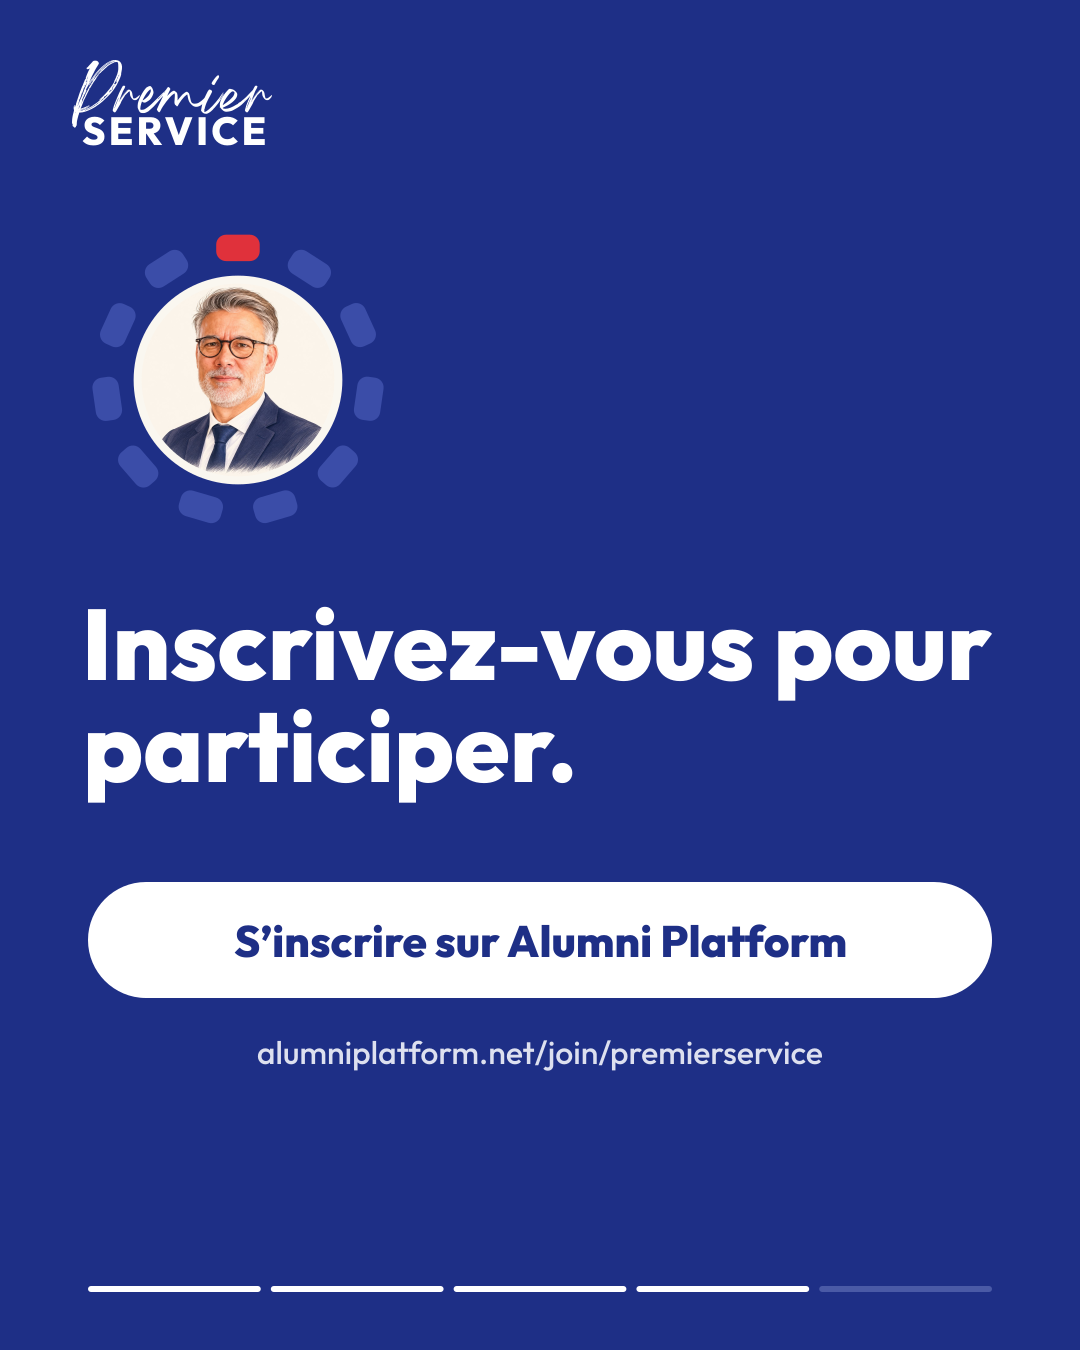 Premier
SERVICE
Inscrivez-vous pour
participer.
S’inscrire sur Alumni Platform
alumniplatform.net/join/premierservice